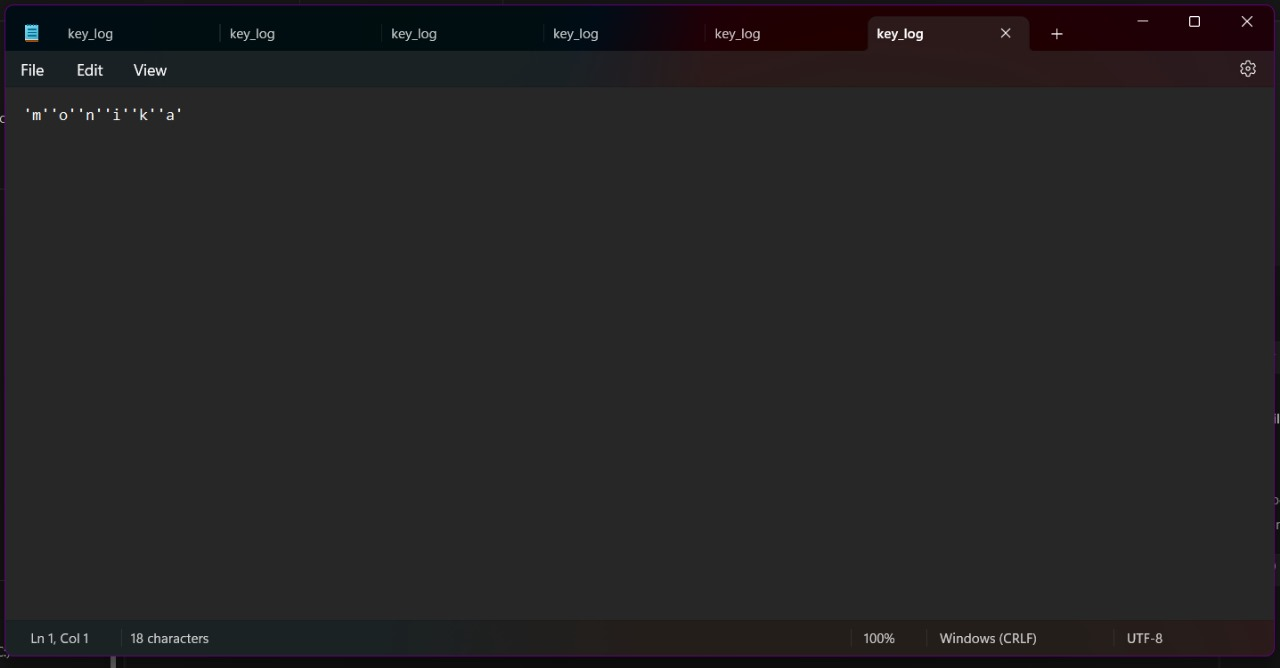 key_log key_log key_log key_log key_log key_log
File Edit View
'm''o''n''i''k''a'
Ln 1, Col 1 18 characters 100% Windows (CRLF) UTF-8